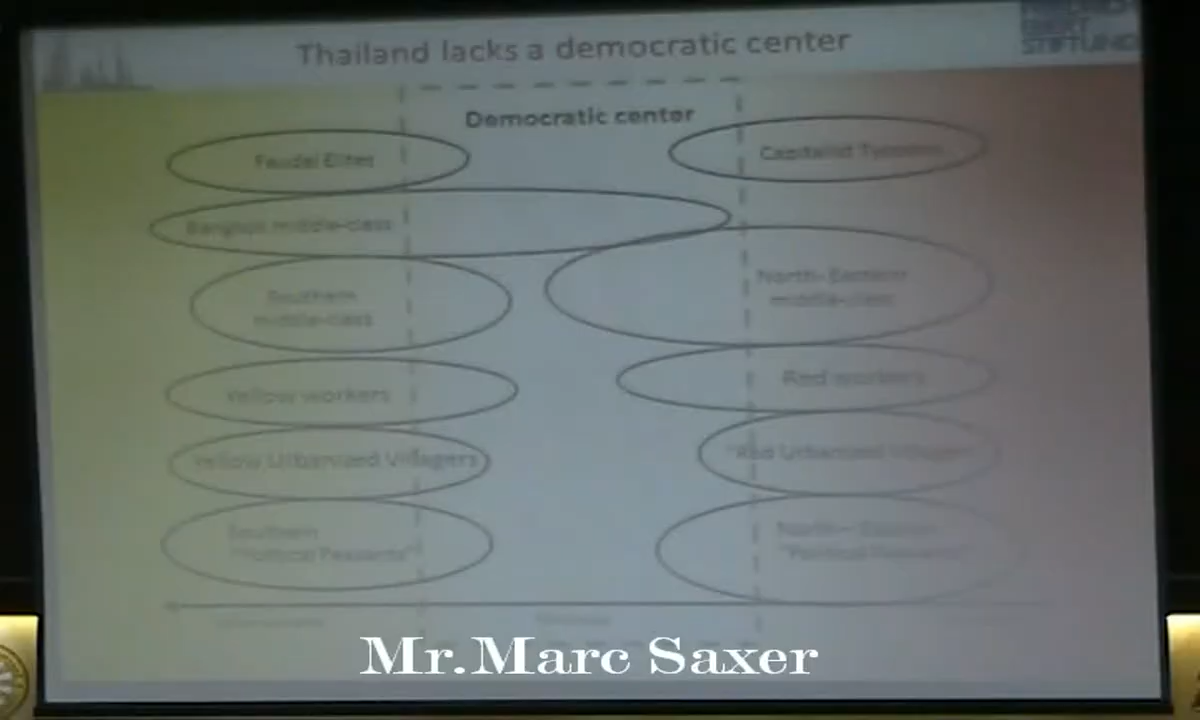 Thailand lacks a democratic center
STIFTUNG
Democratic center
Feudal Elites
Capitalist Tycoons
Bangkok middle-class
North-Eastern
middle-class
Southern
middle-class
Red workers
Yellow workers
"Red Urbanized Villagers"
Yellow Urbanized Villagers
Southern
"Political Peasants"
North-Eastern
"Political Peasants"
Mr.Marc Saxer